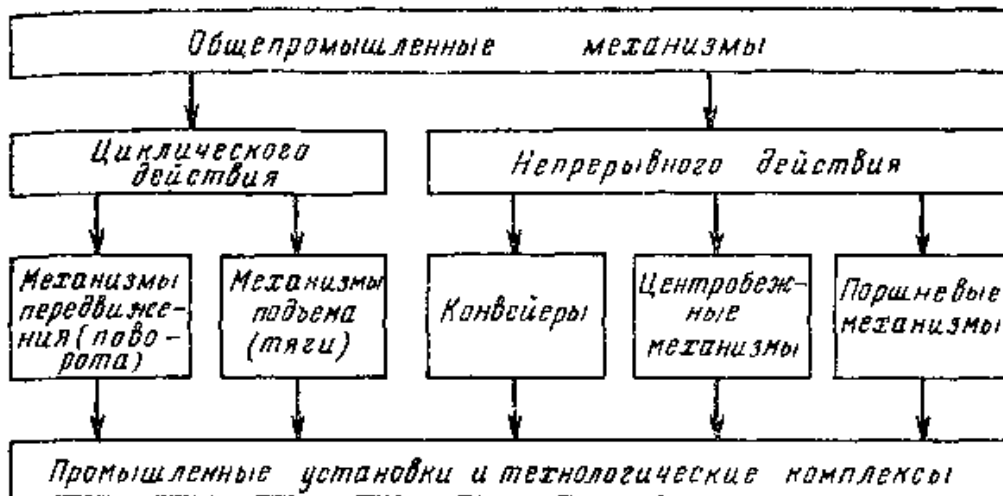 Общепромышленные механизмы
Циклического
действия
Непрерывного действия
Механизмы
передвиже-
ния (пово-
рота)
Механизмы
подъема
(тяги)
Конвейеры
Центробеж-
ные
механизмы
Поршневые
механизмы
Промышленные установки и технологические комплексы